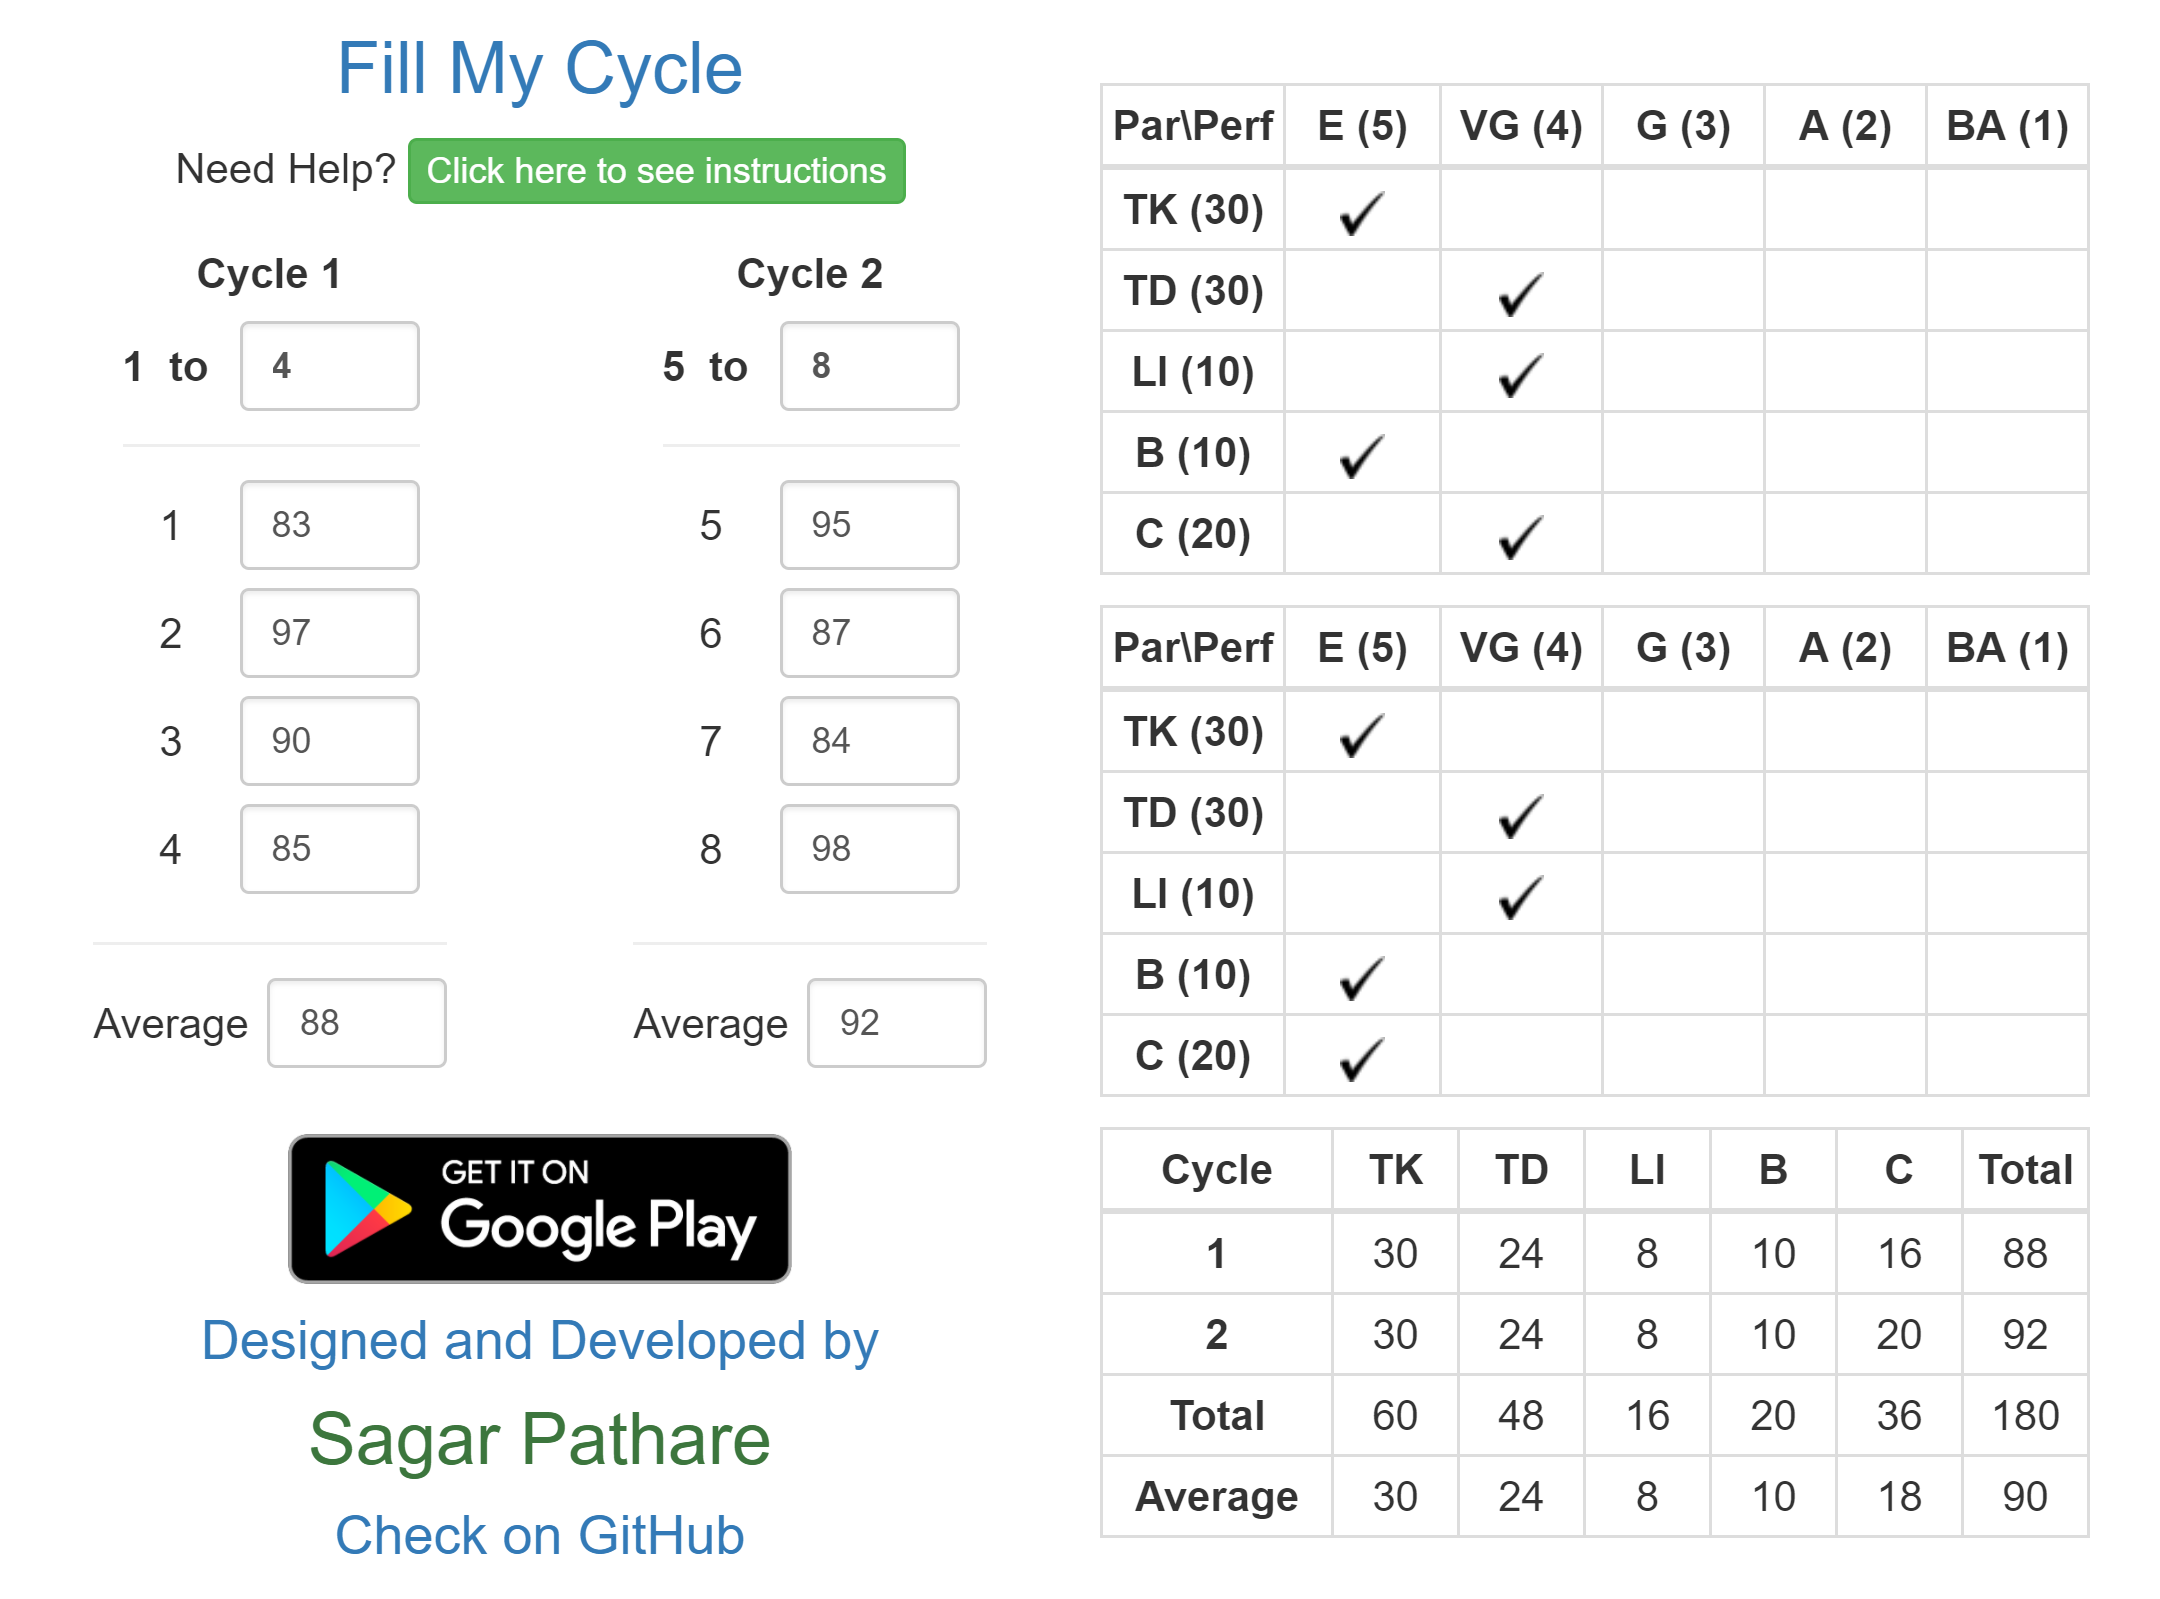 Fill My Cycle
Need Help? Click here to see instructions
Cycle 1
1 to 4
1 83
2 97
3 90
4 85
Average 88
Cycle 2
5 to 8
5 95
6 87
7 84
8 98
Average 92
GET IT ON
Google Play
Designed and Developed by
Sagar Pathare
Check on GitHub
Par\Perf E (5) VG (4) G (3) A (2) BA (1)
TK (30) ✓
TD (30) ✓
LI (10) ✓
B (10) ✓
C (20) ✓
Par\Perf E (5) VG (4) G (3) A (2) BA (1)
TK (30) ✓
TD (30) ✓
LI (10) ✓
B (10) ✓
C (20) ✓
Cycle TK TD LI B C Total
1 30 24 8 10 16 88
2 30 24 8 10 20 92
Total 60 48 16 20 36 180
Average 30 24 8 10 18 90